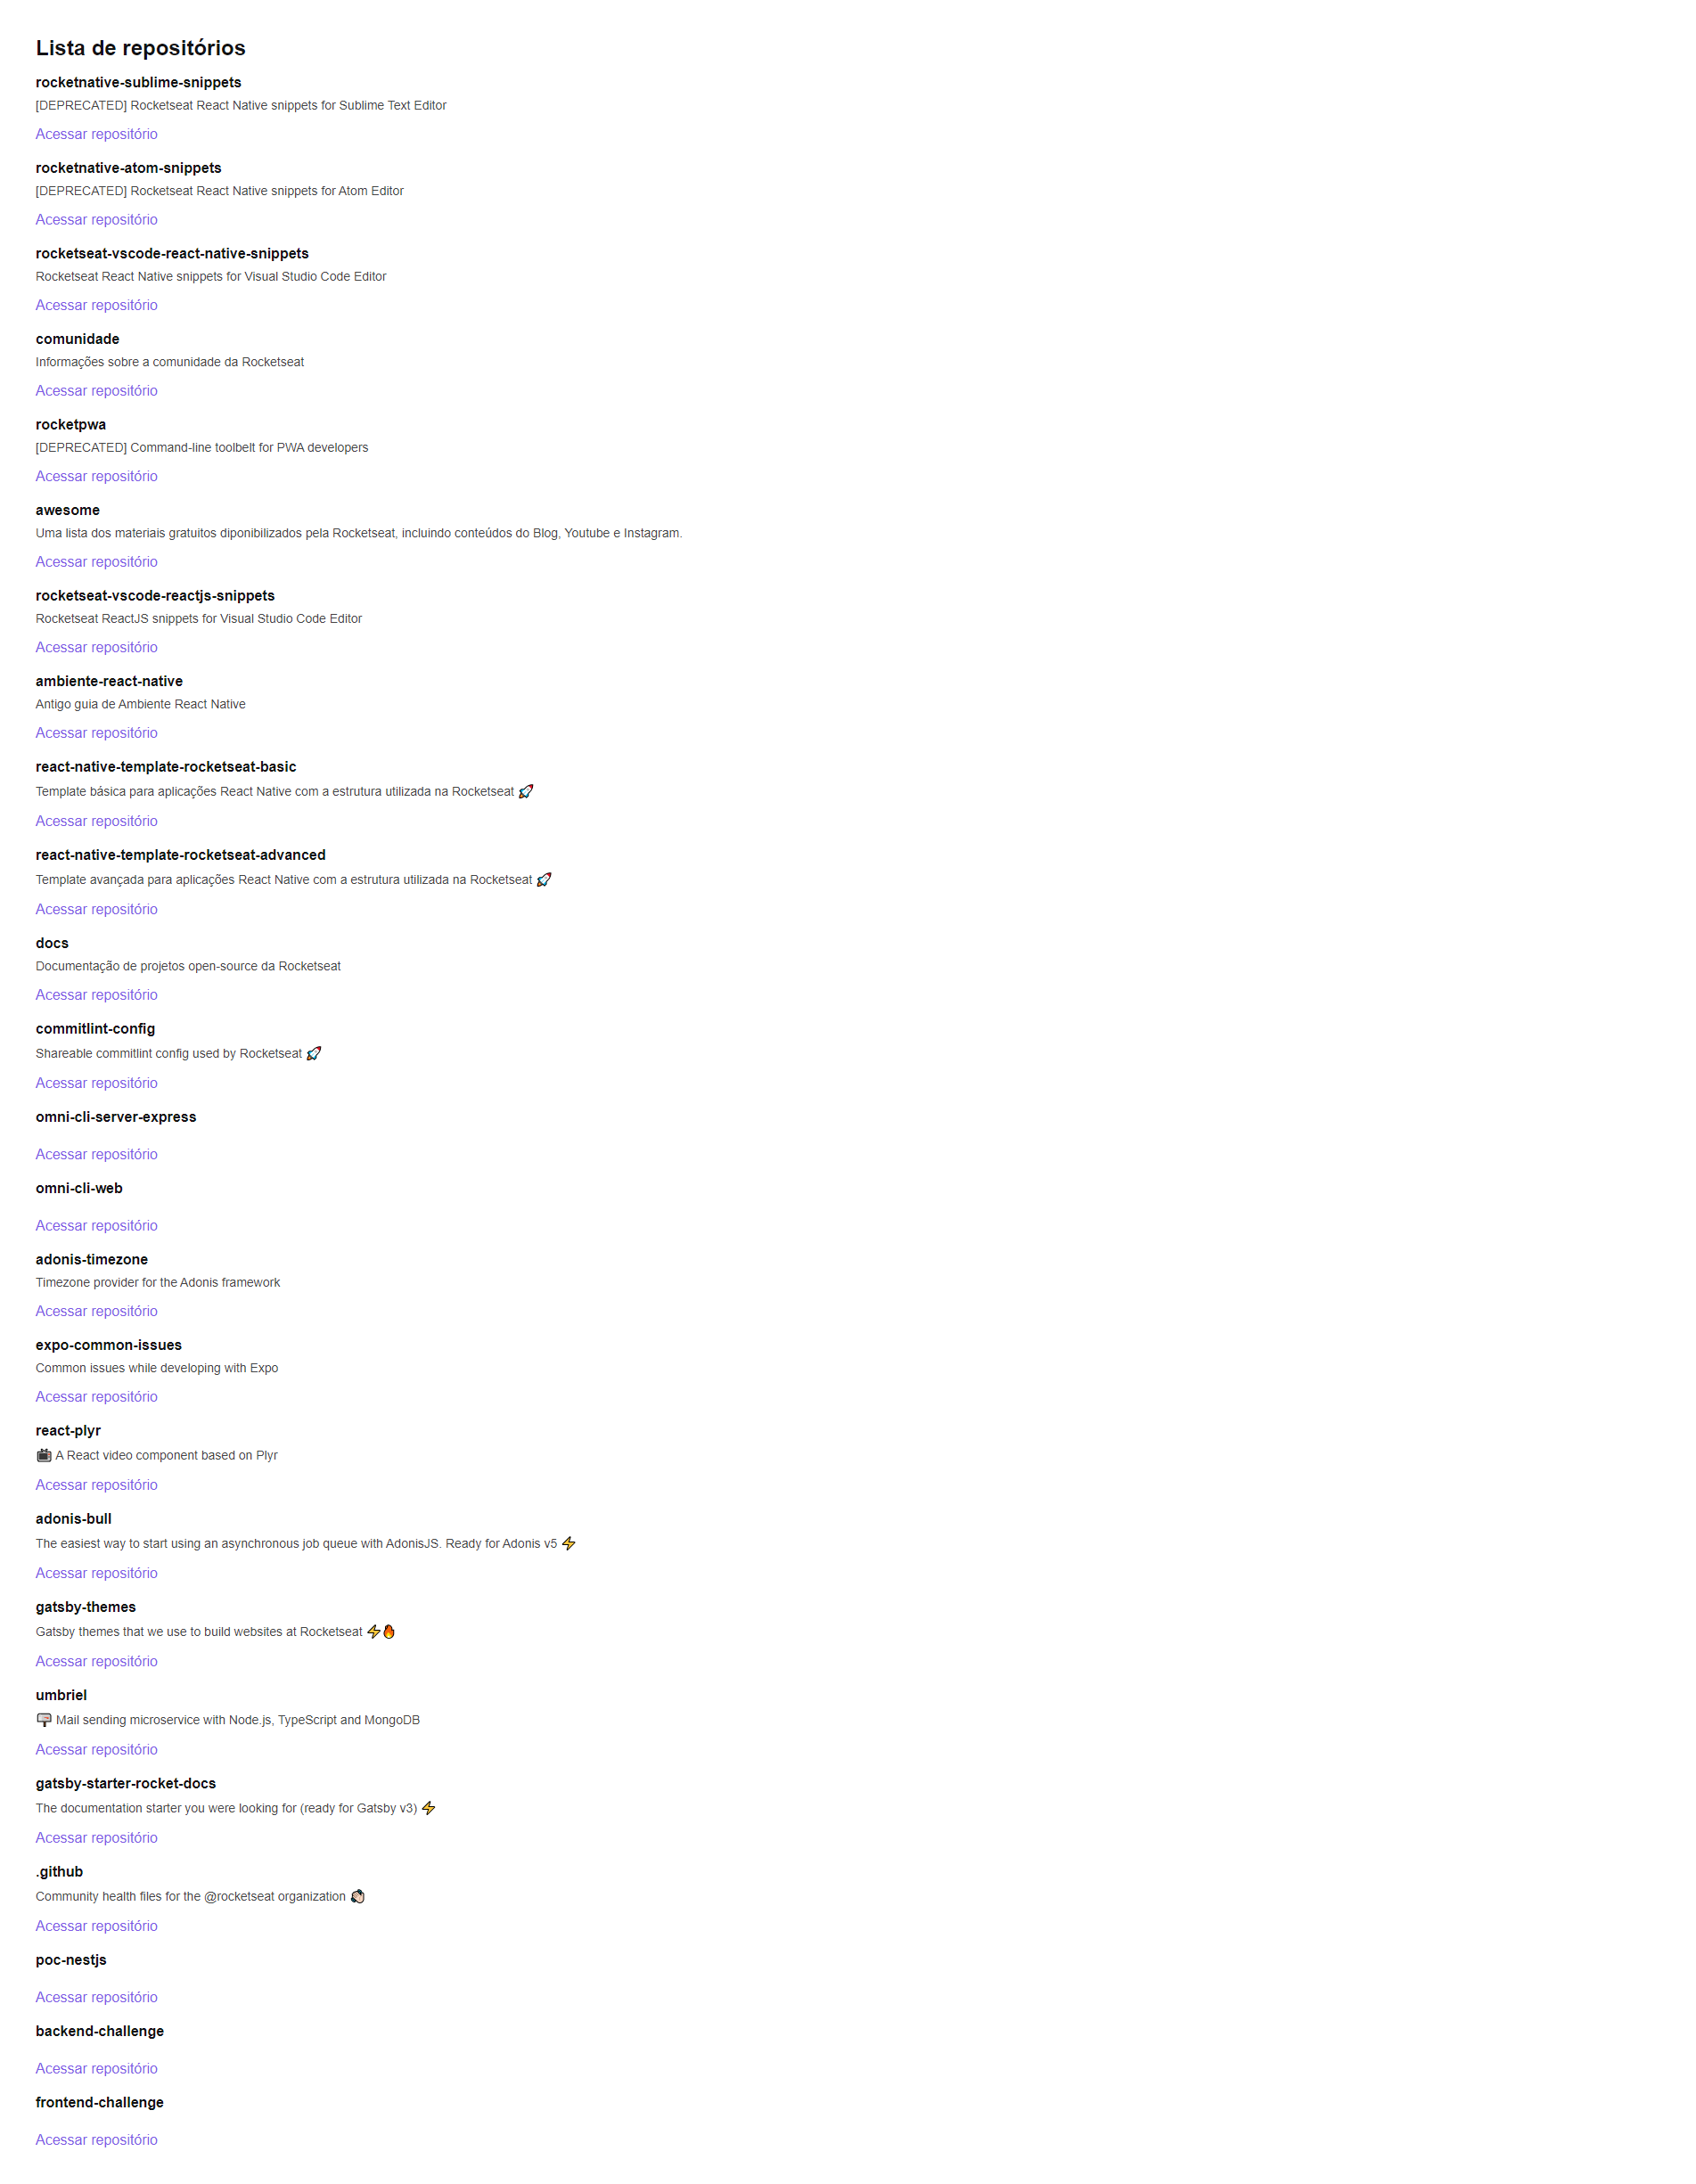 Lista de repositórios
rocketnative-sublime-snippets
[DEPRECATED] Rocketseat React Native snippets for Sublime Text Editor
Acessar repositório
rocketnative-atom-snippets
[DEPRECATED] Rocketseat React Native snippets for Atom Editor
Acessar repositório
rocketseat-vscode-react-native-snippets
Rocketseat React Native snippets for Visual Studio Code Editor
Acessar repositório
comunidade
Informações sobre a comunidade da Rocketseat
Acessar repositório
rocketpwa
[DEPRECATED] Command-line toolbelt for PWA developers
Acessar repositório
awesome
Uma lista dos materiais gratuitos diponibilizados pela Rocketseat, incluindo conteúdos do Blog, Youtube e Instagram.
Acessar repositório
rocketseat-vscode-reactjs-snippets
Rocketseat ReactJS snippets for Visual Studio Code Editor
Acessar repositório
ambiente-react-native
Antigo guia de Ambiente React Native
Acessar repositório
react-native-template-rocketseat-basic
Template básica para aplicações React Native com a estrutura utilizada na Rocketseat 🚀
Acessar repositório
react-native-template-rocketseat-advanced
Template avançada para aplicações React Native com a estrutura utilizada na Rocketseat 🚀
Acessar repositório
docs
Documentação de projetos open-source da Rocketseat
Acessar repositório
commitlint-config
Shareable commitlint config used by Rocketseat 🚀
Acessar repositório
omni-cli-server-express
Acessar repositório
omni-cli-web
Acessar repositório
adonis-timezone
Timezone provider for the Adonis framework
Acessar repositório
expo-common-issues
Common issues while developing with Expo
Acessar repositório
react-plyr
📺 A React video component based on Plyr
Acessar repositório
adonis-bull
The easiest way to start using an asynchronous job queue with AdonisJS. Ready for Adonis v5 ⚡
Acessar repositório
gatsby-themes
Gatsby themes that we use to build websites at Rocketseat ⚡🔥
Acessar repositório
umbriel
🪧 Mail sending microservice with Node.js, TypeScript and MongoDB
Acessar repositório
gatsby-starter-rocket-docs
The documentation starter you were looking for (ready for Gatsby v3) ⚡
Acessar repositório
.github
Community health files for the @rocketseat organization 👏🏻
Acessar repositório
poc-nestjs
Acessar repositório
backend-challenge
Acessar repositório
frontend-challenge
Acessar repositório